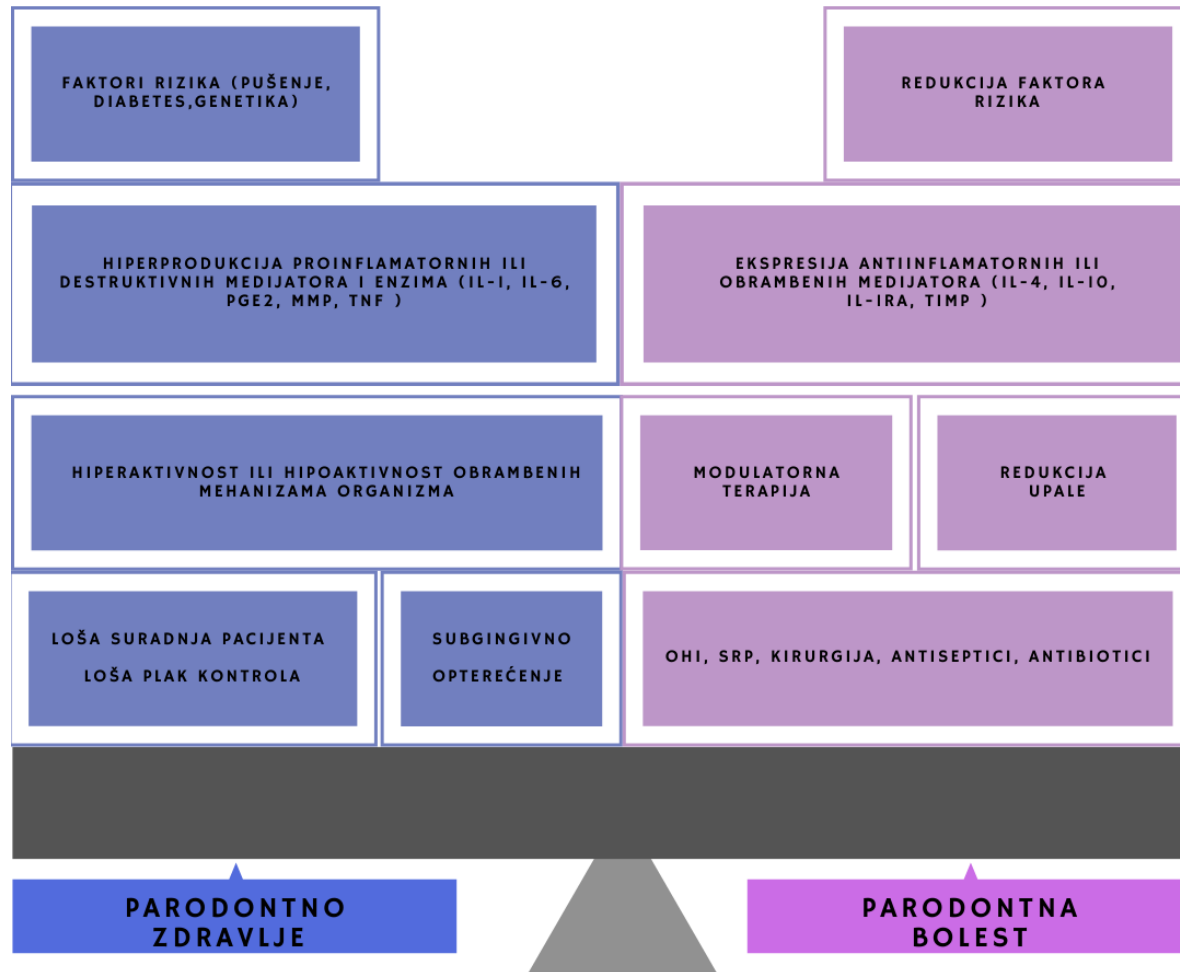 FAKTORI RIZIKA (PUŠENJE,
DIABETES,GENETIKA)
REDUKCIJA FAKTORA
RIZIKA
HIPERPRODUKCIJA PROINFLAMATORNIH ILI
DESTRUKTIVNIH MEDIJATORA I ENZIMA (IL-1, IL-6,
PGE2, MMP, TNF )
EKSPRESIJA ANTIINFLAMATORNIH ILI
OBRAMBENIH MEDIJATORA (IL-4, IL-10,
IL-1RA, TIMP )
HIPERAKTIVNOST ILI HIPOAKTIVNOST OBRAMBENIH
MEHANIZAMA ORGANIZMA
MODULATORNA
TERAPIJA
REDUKCIJA
UPALE
LOŠA SURADNJA PACIJENTA
LOŠA PLAK KONTROLA
SUBGINGIVNO
OPTEREĆENJE
OHI, SRP, KIRURGIJA, ANTISEPTICI, ANTIBIOTICI
PARODONTNO
ZDRAVLJE
PARODONTNA
BOLEST